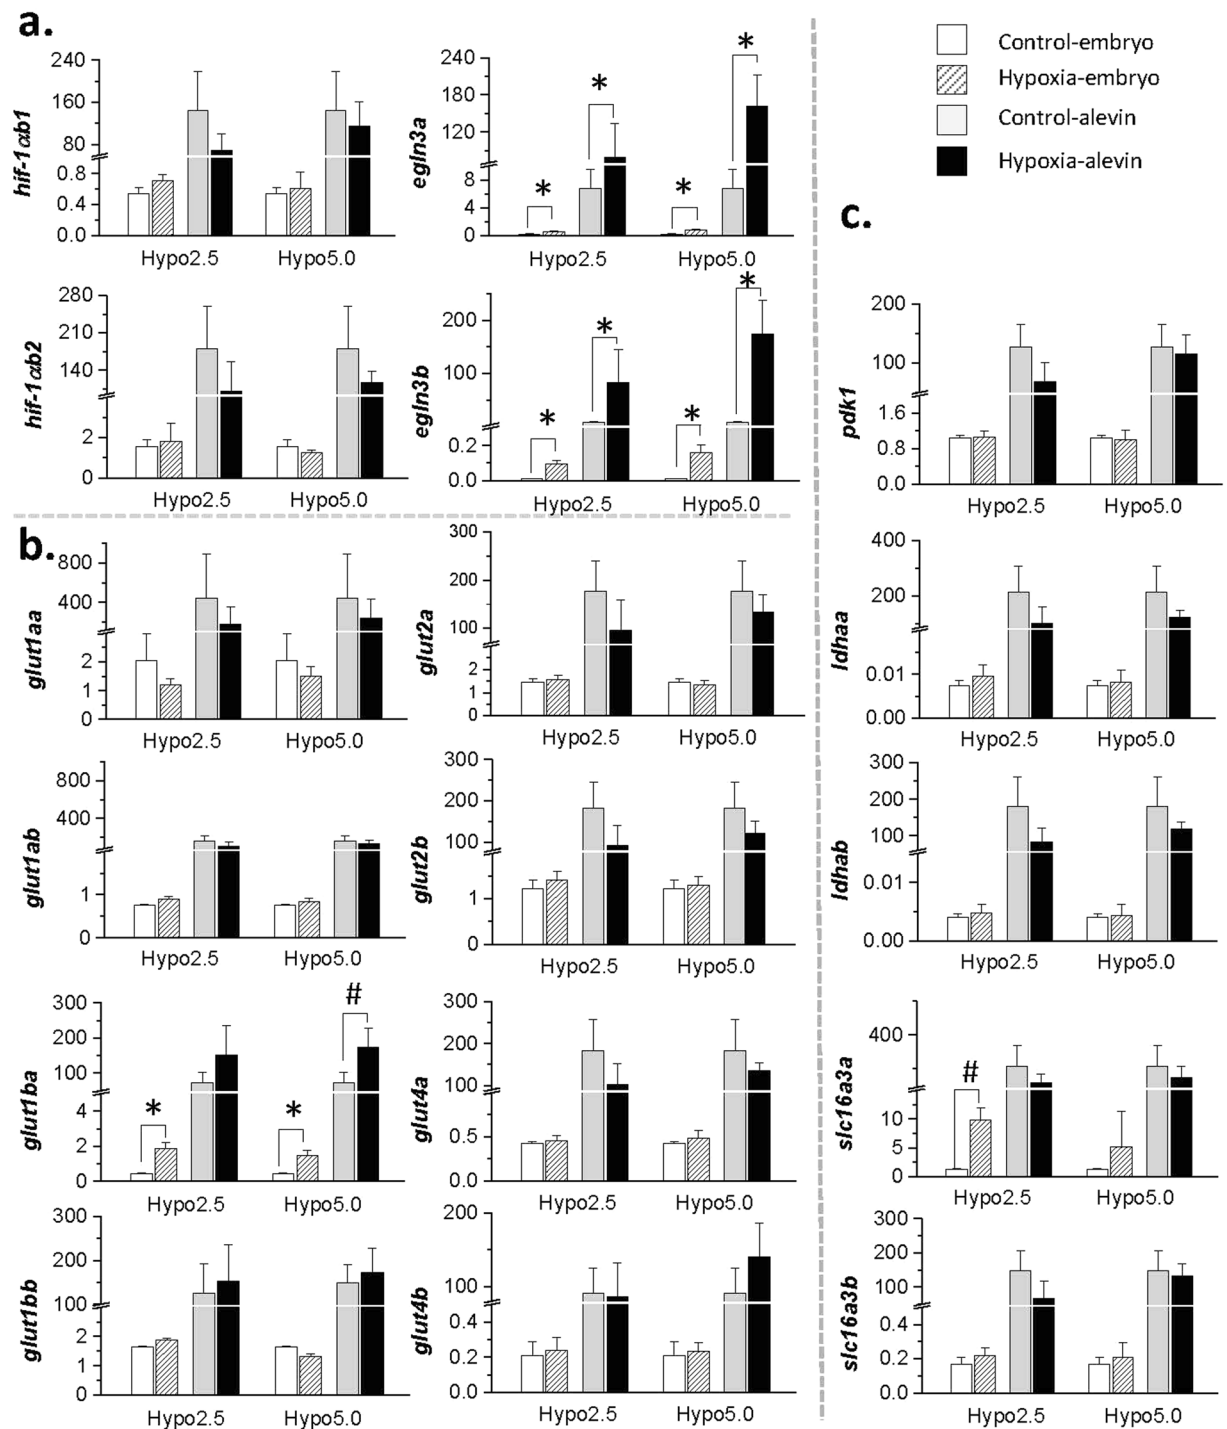 a.
hif-1αb1
240
160
80
0.8
0.4
0.0
Hypo2.5
Hypo5.0
egln3a
240
180
120
8
4
0
*
*
*
*
Hypo2.5
Hypo5.0
hif-1αb2
280
210
140
2
0
Hypo2.5
Hypo5.0
egln3b
200
100
0.2
0.0
*
*
*
*
Hypo2.5
Hypo5.0
b.
glut1aa
800
400
2
1
0
Hypo2.5
Hypo5.0
glut2a
300
200
100
2
1
0
Hypo2.5
Hypo5.0
glut1ab
800
400
1
0
Hypo2.5
Hypo5.0
glut2b
300
200
100
1
0
Hypo2.5
Hypo5.0
glut1ba
300
200
100
4
2
0
*
*
#
Hypo2.5
Hypo5.0
glut4a
300
200
100
0.5
0.0
Hypo2.5
Hypo5.0
glut1bb
300
200
100
2
1
0
Hypo2.5
Hypo5.0
glut4b
200
100
0.4
0.2
0.0
Hypo2.5
Hypo5.0
Control-embryo
Hypoxia-embryo
Control-alevin
Hypoxia-alevin
c.
pdk1
200
100
1.6
0.8
0.0
Hypo2.5
Hypo5.0
ldhaa
400
200
0.01
0.00
Hypo2.5
Hypo5.0
ldhab
300
200
100
0.01
0.00
Hypo2.5
Hypo5.0
slc16a3a
400
10
5
0
#
Hypo2.5
Hypo5.0
slc16a3b
300
200
100
0.4
0.2
0.0
Hypo2.5
Hypo5.0